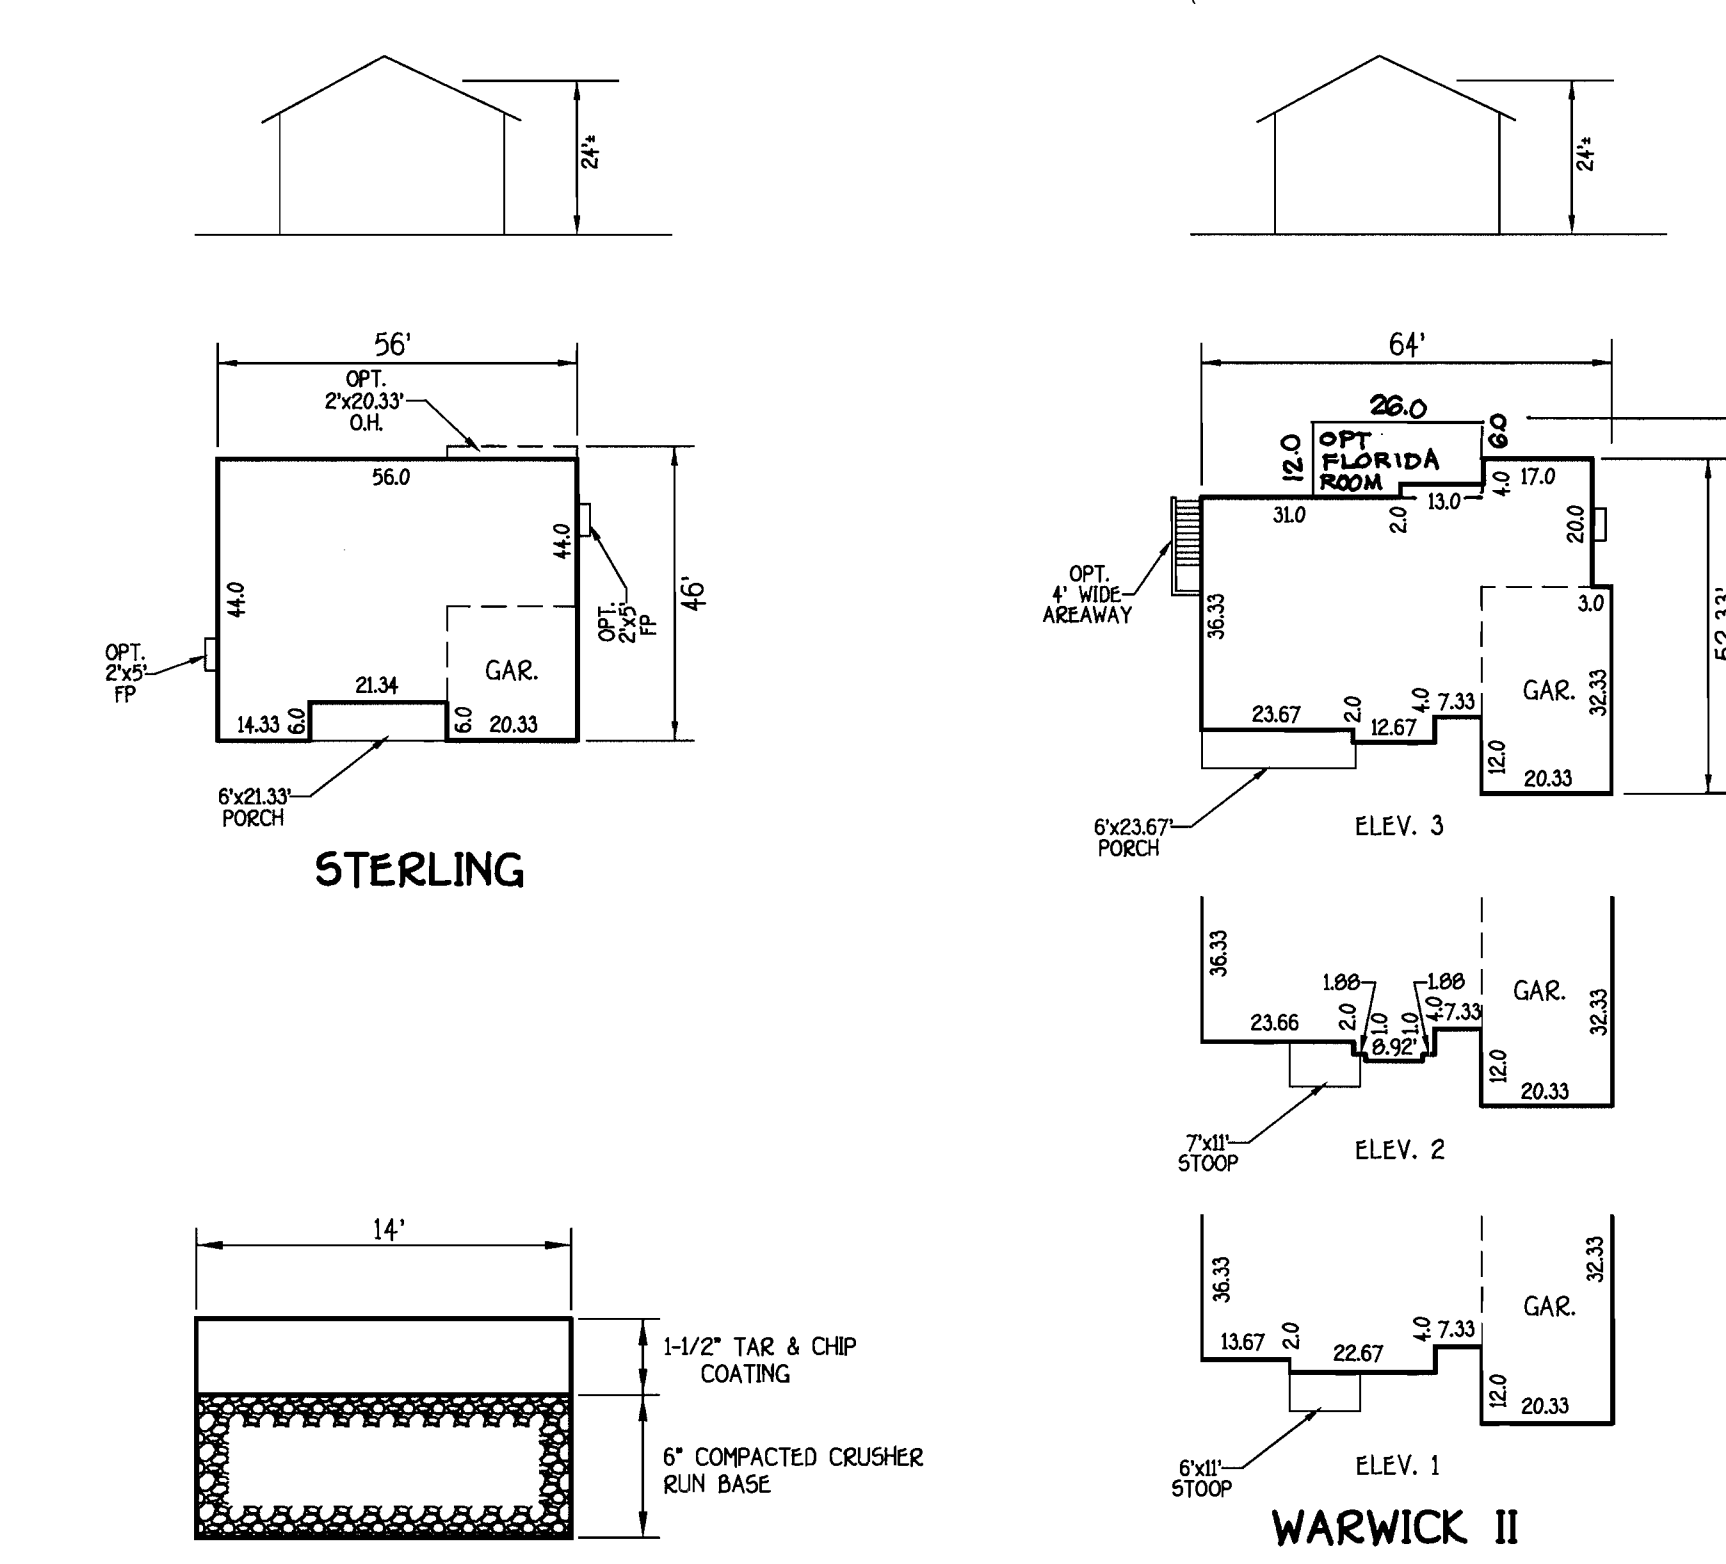 24'±
24'±
56'
OPT.
2'x20.33'
O.H.
56.0
44.0
44.0
46'
OPT.
2'x5'
FP
OPT.
2'x5'
FP
GAR.
21.34
14.33
6.0
6.0
20.33
6'x21.33'
PORCH
STERLING
64'
26.0
12.0
6.0
OPT
FLORIDA
ROOM
4.0
17.0
13.0
2.0
31.0
20.0
OPT.
4' WIDE
AREAWAY
36.33
3.0
52.33'
GAR.
32.33
23.67
2.0
12.67
4.0
7.33
12.0
20.33
6'x23.67'
PORCH
ELEV. 3
36.33
1.88
1.88
23.66
2.0
1.0
1.0
4.0
7.33
8.92'
GAR.
32.33
12.0
20.33
7'x11'
STOOP
ELEV. 2
36.33
32.33
GAR.
13.67
2.0
22.67
4.0
7.33
12.0
20.33
6'x11'
STOOP
ELEV. 1
WARWICK II
14'
1-1/2" TAR & CHIP
COATING
6" COMPACTED CRUSHER
RUN BASE